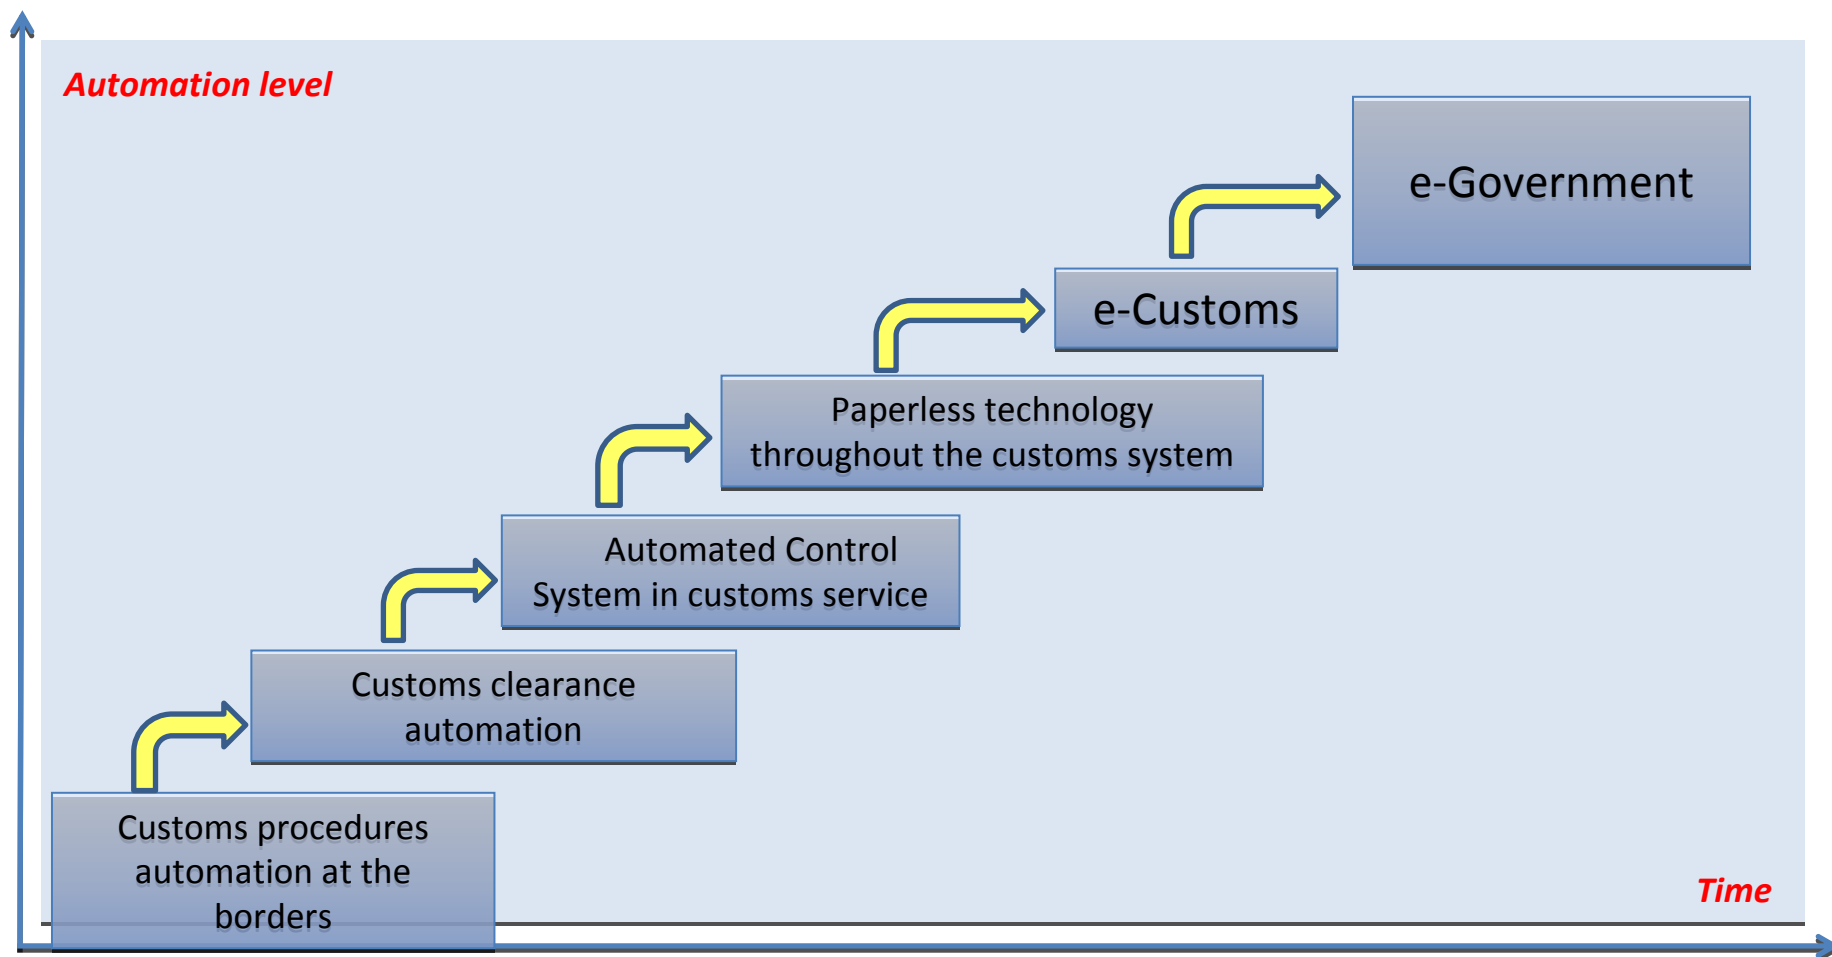 Automation level
e-Government
e-Customs
Paperless technology
throughout the customs system
Automated Control
System in customs service
Customs clearance
automation
Customs procedures
automation at the
borders
Time